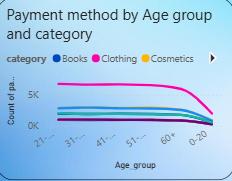 Payment method by Age group
and category
category Books Clothing Cosmetics
Count of pa...
5K
0K
21-... 31-... 41-... 51-... 60+ 0-20
Age_group